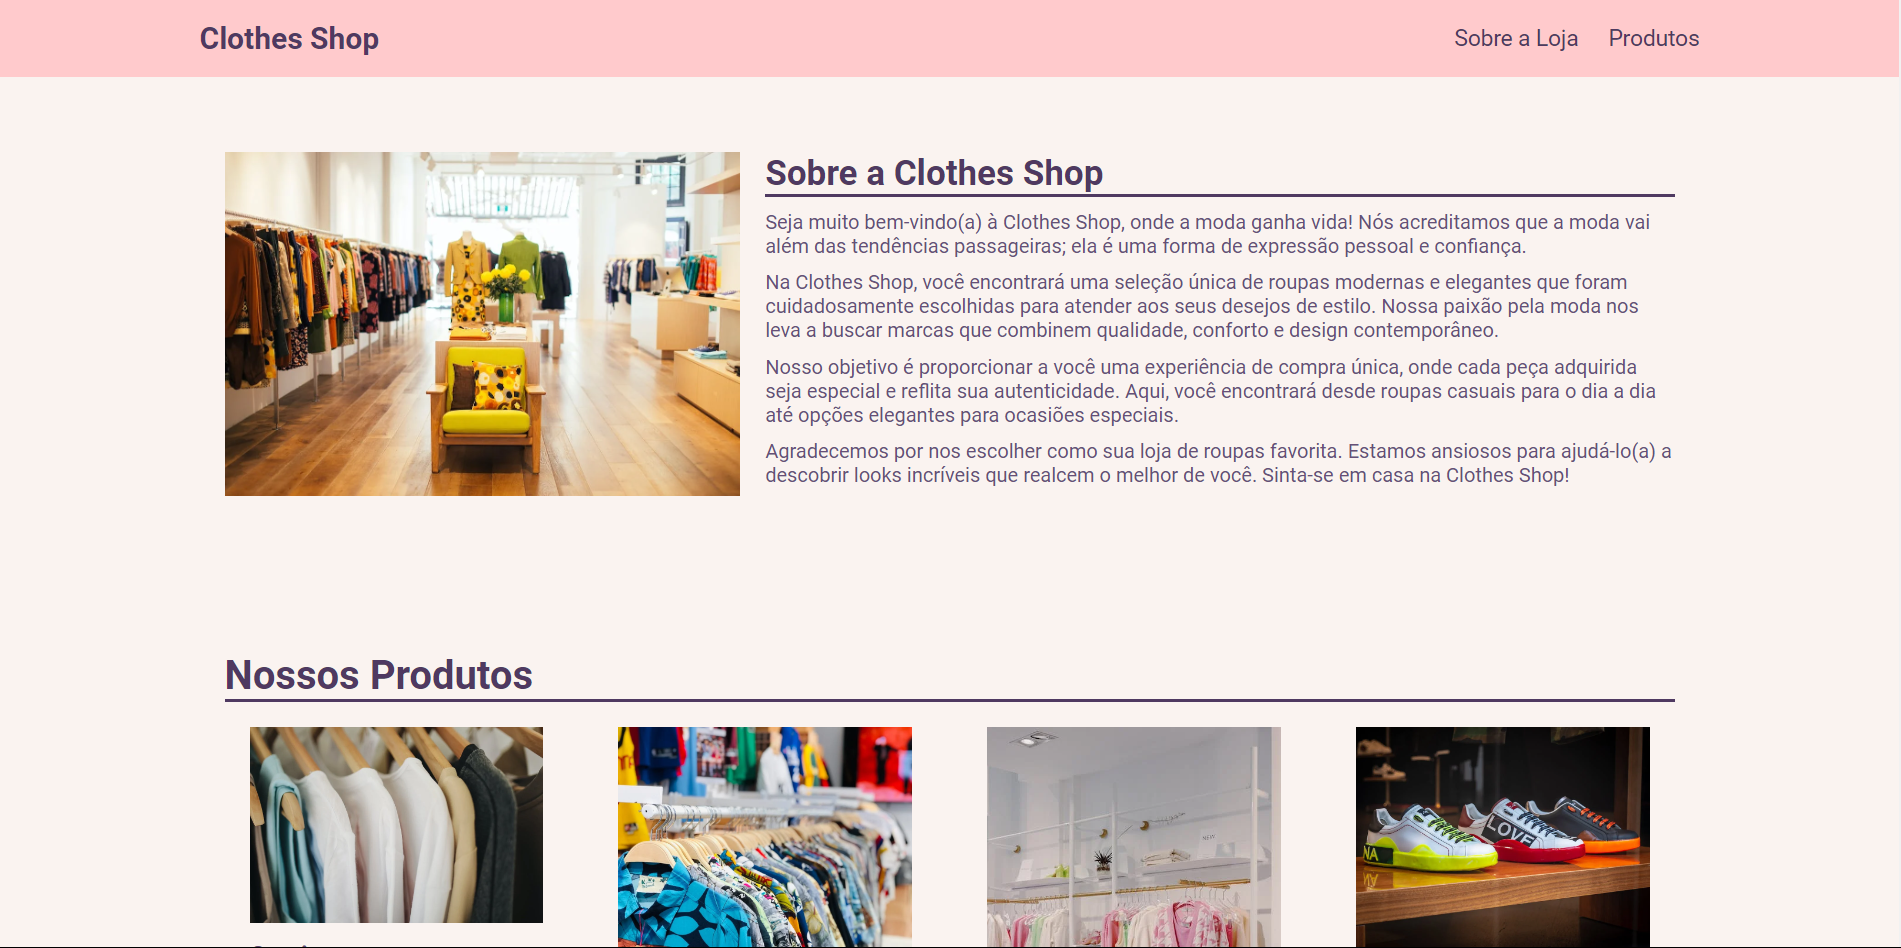 Clothes Shop
Sobre a Loja
Produtos
Sobre a Clothes Shop
Seja muito bem-vindo(a) à Clothes Shop, onde a moda ganha vida! Nós acreditamos que a moda vai
além das tendências passageiras; ela é uma forma de expressão pessoal e confiança.
Na Clothes Shop, você encontrará uma seleção única de roupas modernas e elegantes que foram
cuidadosamente escolhidas para atender aos seus desejos de estilo. Nossa paixão pela moda nos
leva a buscar marcas que combinem qualidade, conforto e design contemporâneo.
Nosso objetivo é proporcionar a você uma experiência de compra única, onde cada peça adquirida
seja especial e reflita sua autenticidade. Aqui, você encontrará desde roupas casuais para o dia a dia
até opções elegantes para ocasiões especiais.
Agradecemos por nos escolher como sua loja de roupas favorita. Estamos ansiosos para ajudá-lo(a) a
descobrir looks incríveis que realcem o melhor de você. Sinta-se em casa na Clothes Shop!
Nossos Produtos
NEW
LOVE
NA